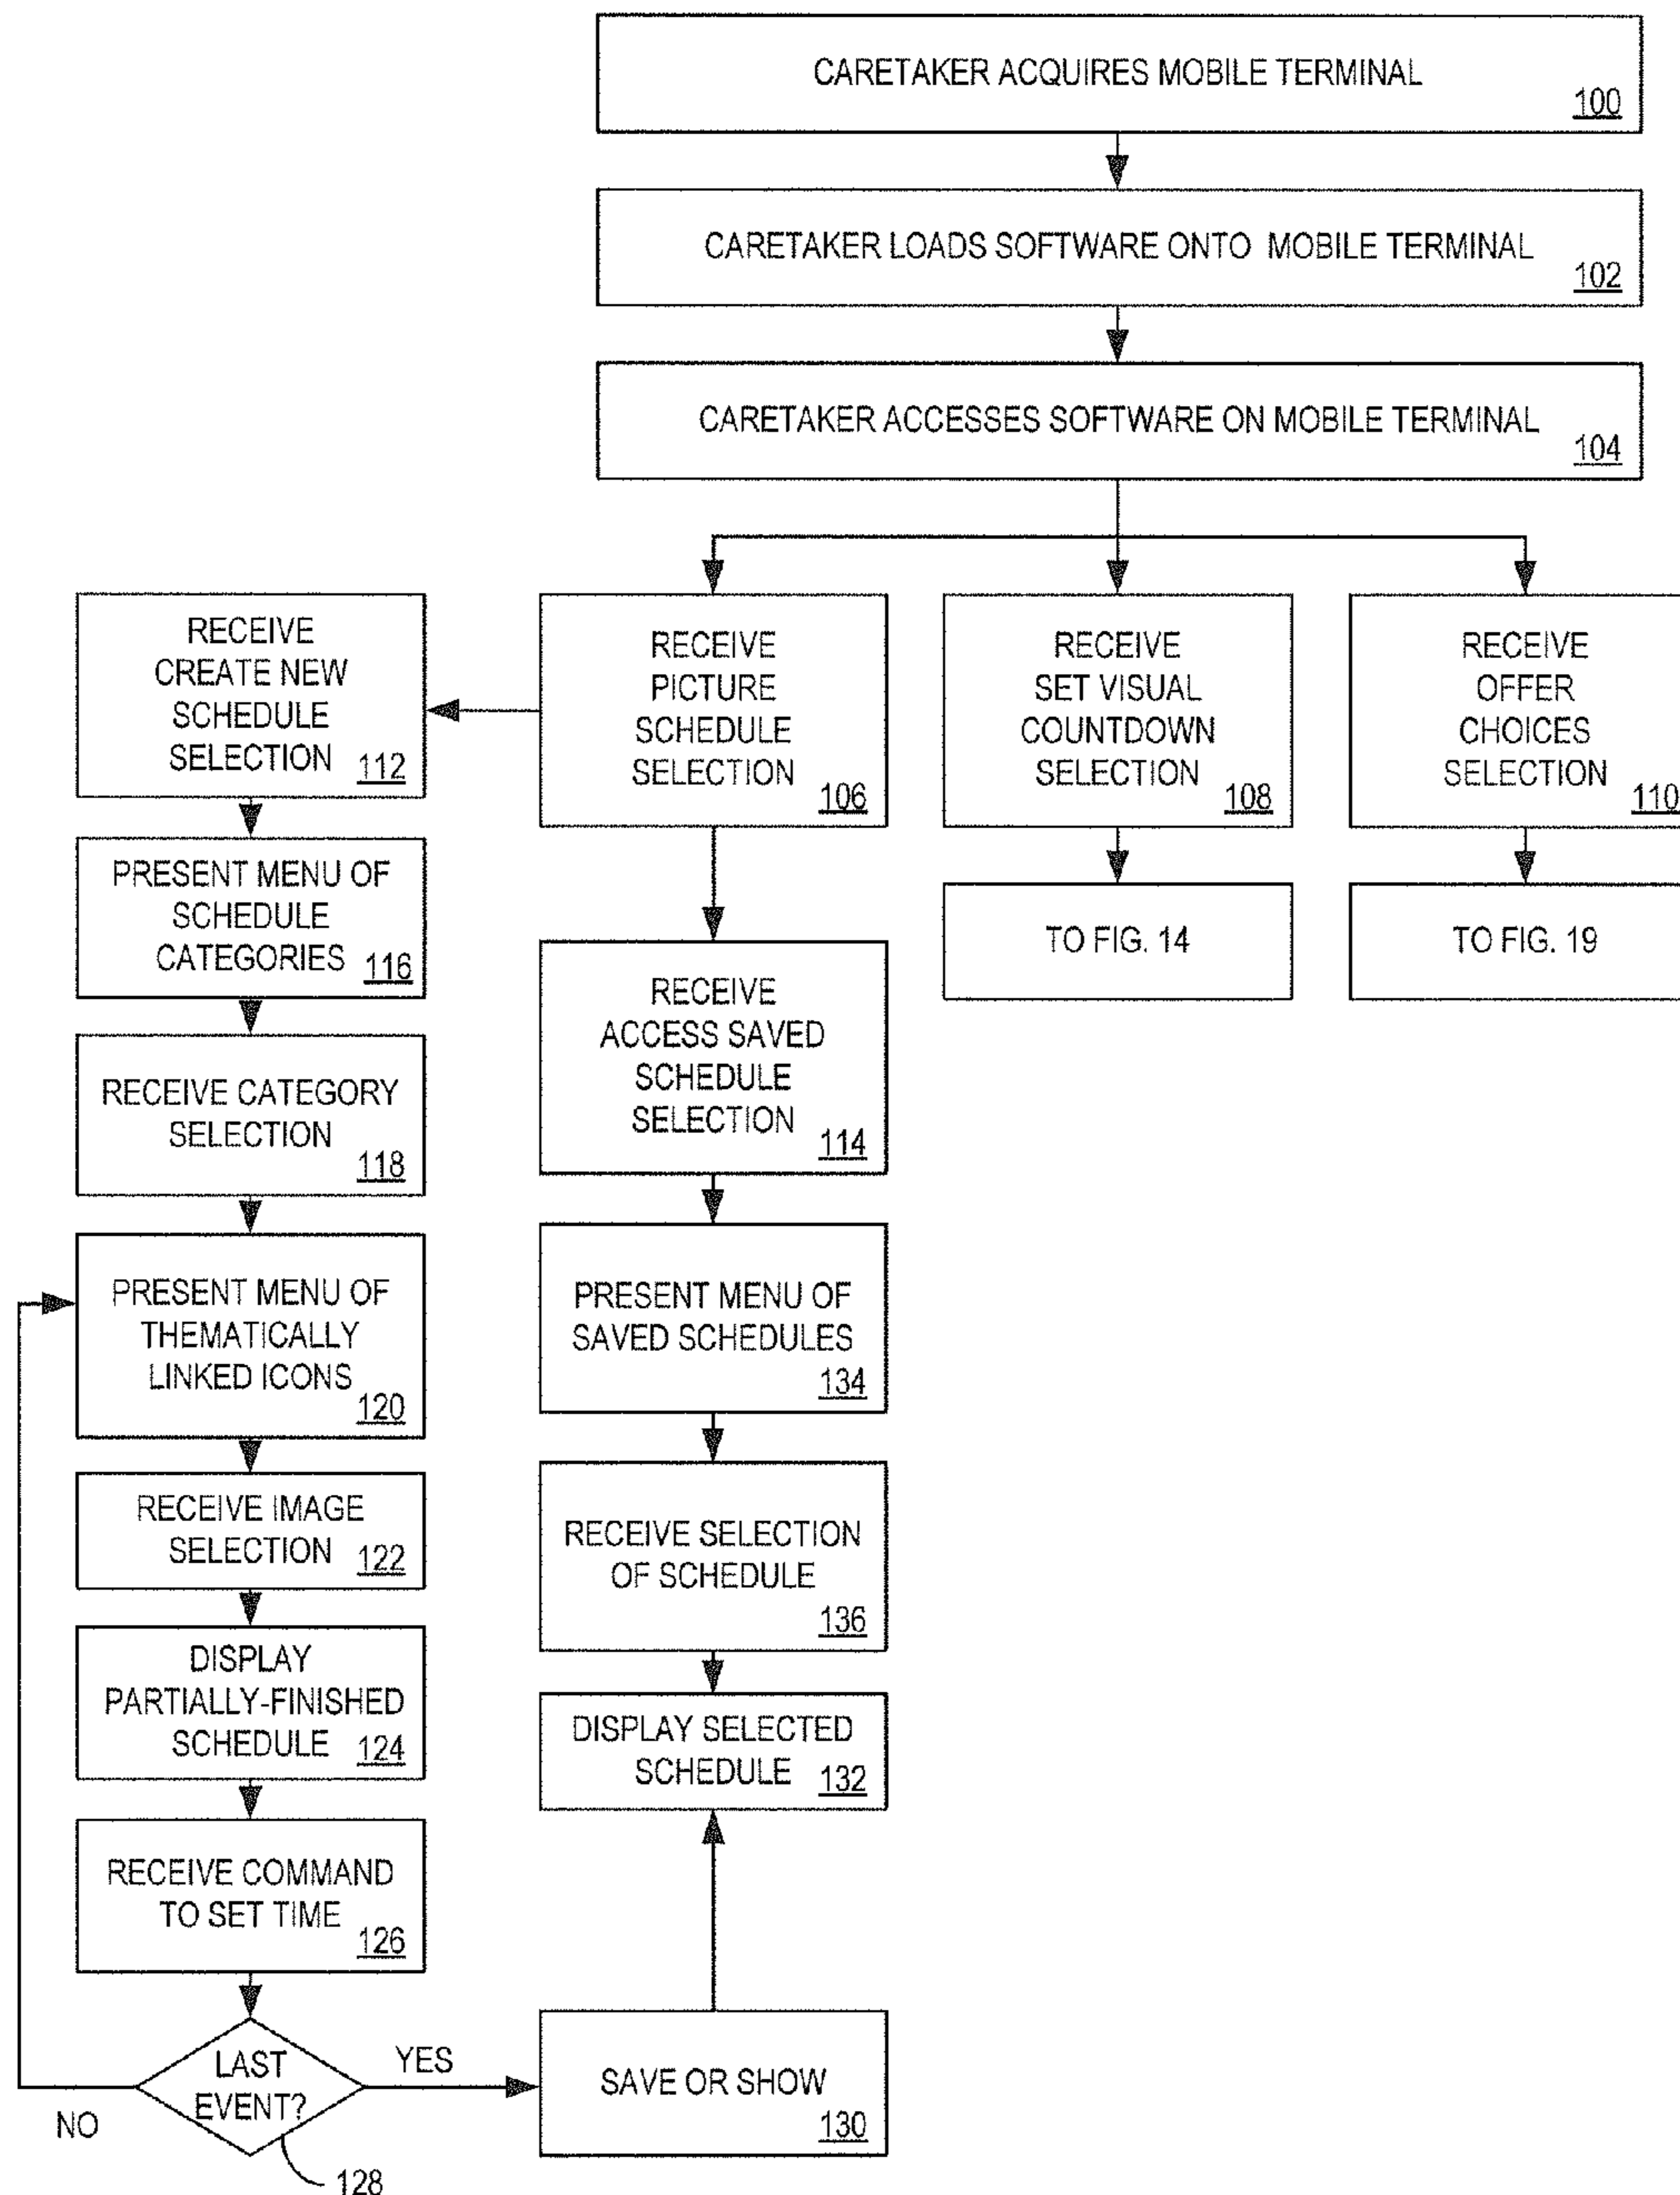 CARETAKER ACQUIRES MOBILE TERMINAL
100
CARETAKER LOADS SOFTWARE ONTO MOBILE TERMINAL
102
CARETAKER ACCESSES SOFTWARE ON MOBILE TERMINAL
104
RECEIVE
CREATE NEW
SCHEDULE
SELECTION
112
RECEIVE
PICTURE
SCHEDULE
SELECTION
106
RECEIVE
SET VISUAL
COUNTDOWN
SELECTION
108
RECEIVE
OFFER
CHOICES
SELECTION
110
PRESENT MENU OF
SCHEDULE
CATEGORIES
116
TO FIG. 14
TO FIG. 19
RECEIVE
ACCESS SAVED
SCHEDULE
SELECTION
114
RECEIVE CATEGORY
SELECTION
118
PRESENT MENU OF
THEMATICALLY
LINKED ICONS
120
PRESENT MENU OF
SAVED SCHEDULES
134
RECEIVE IMAGE
SELECTION
122
RECEIVE SELECTION
OF SCHEDULE
136
DISPLAY
PARTIALLY-FINISHED
SCHEDULE
124
DISPLAY SELECTED
SCHEDULE
132
RECEIVE COMMAND
TO SET TIME
126
LAST
EVENT?
YES
NO
128
SAVE OR SHOW
130